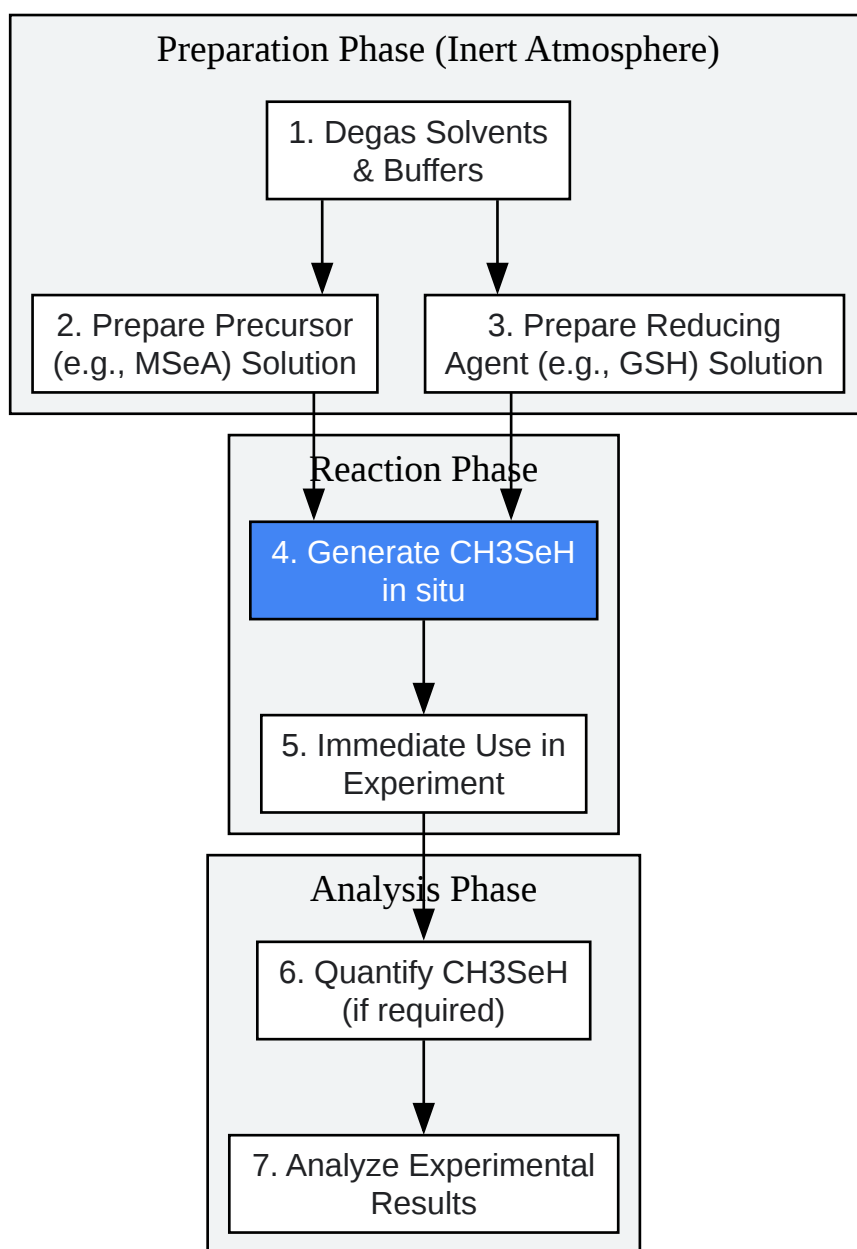 Preparation Phase (Inert Atmosphere)
1. Degas Solvents
& Buffers
2. Prepare Precursor
(e.g., MSeA) Solution
3. Prepare Reducing
Agent (e.g., GSH) Solution
Reaction Phase
4. Generate CH3SeH
in situ
5. Immediate Use in
Experiment
Analysis Phase
6. Quantify CH3SeH
(if required)
7. Analyze Experimental
Results